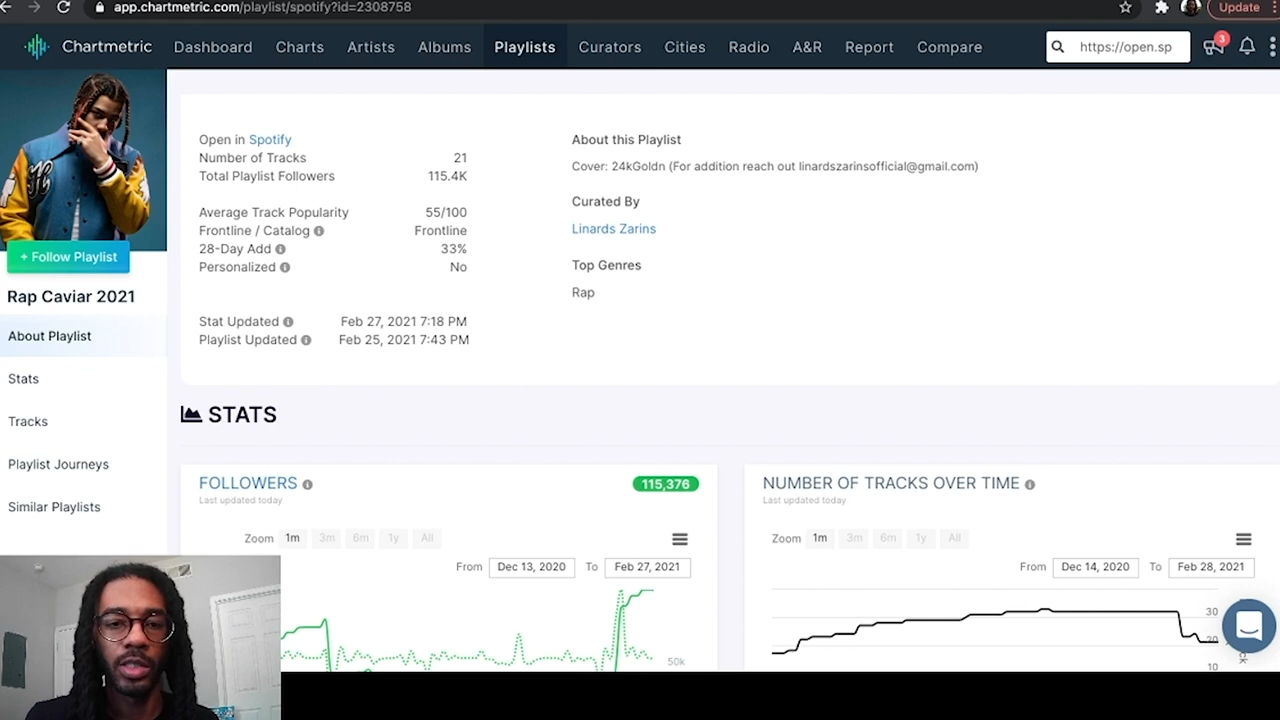 app.chartmetric.com/playlist/spotify?id=2308758
Update
Chartmetric
Dashboard Charts Artists Albums Playlists Curators Cities Radio A&R Report Compare
https://open.sp
3
Open in Spotify
Number of Tracks 21
Total Playlist Followers 115.4K
Average Track Popularity 55/100
Frontline / Catalog Frontline
28-Day Add 33%
Personalized No
Stat Updated Feb 27, 2021 7:18 PM
Playlist Updated Feb 25, 2021 7:43 PM
About this Playlist
Cover: 24kGoldn (For addition reach out linardszarinsofficial@gmail.com)
Curated By
Linards Zarins
Top Genres
Rap
+ Follow Playlist
Rap Caviar 2021
About Playlist
Stats
Tracks
Playlist Journeys
Similar Playlists
STATS
FOLLOWERS 115,376
Last updated today
Zoom 1m 3m 6m 1y All
From Dec 13, 2020 To Feb 27, 2021
50k
NUMBER OF TRACKS OVER TIME
Last updated today
Zoom 1m 3m 6m 1y All
From Dec 14, 2020 To Feb 28, 2021
30
20
10